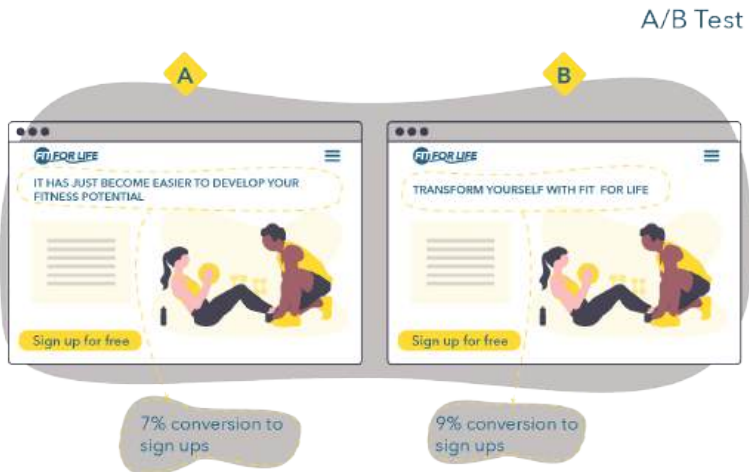 A/B Test
A
B
FIT FOR LIFE
IT HAS JUST BECOME EASIER TO DEVELOP YOUR
FITNESS POTENTIAL
Sign up for free
FIT FOR LIFE
TRANSFORM YOURSELF WITH FIT FOR LIFE
Sign up for free
7% conversion to
sign ups
9% conversion to
sign ups